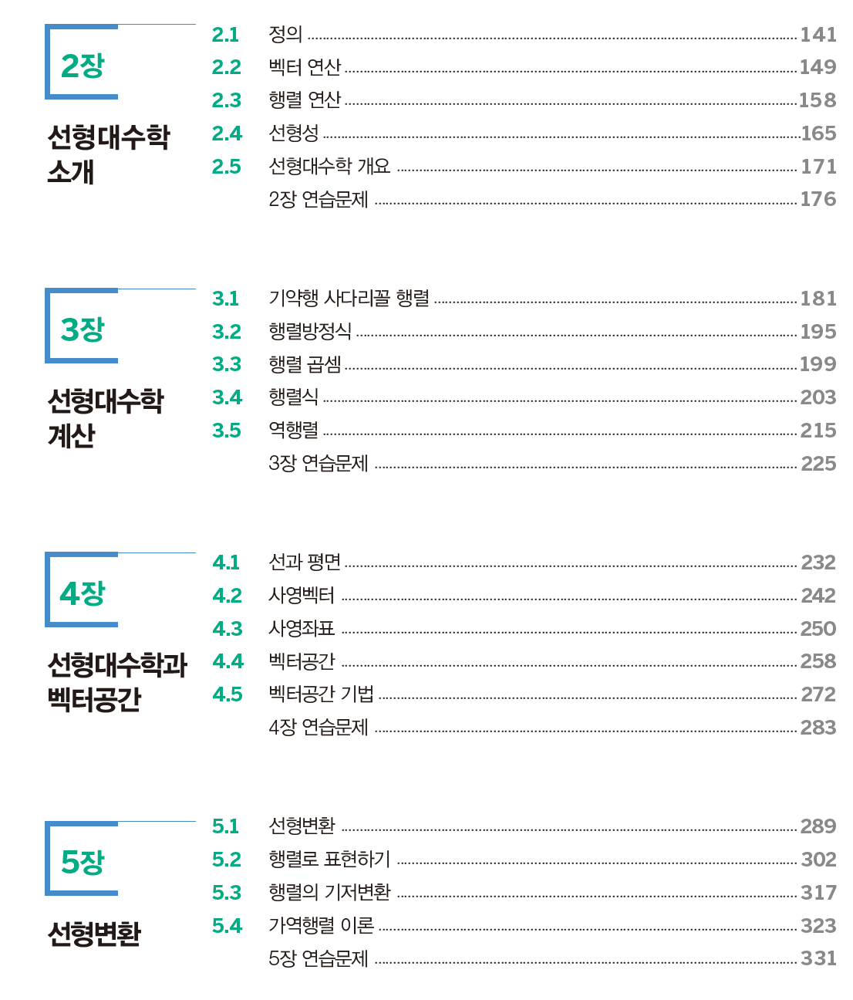 2장
선형대수학
소개
2.1 정의 141
2.2 벡터 연산 149
2.3 행렬 연산 158
2.4 선형성 165
2.5 선형대수학 개요 171
2장 연습문제 176
3장
선형대수학
계산
3.1 기약행 사다리꼴 행렬 181
3.2 행렬방정식 195
3.3 행렬 곱셈 199
3.4 행렬식 203
3.5 역행렬 215
3장 연습문제 225
4장
선형대수학과
벡터공간
4.1 선과 평면 232
4.2 사영벡터 242
4.3 사영좌표 250
4.4 벡터공간 258
4.5 벡터공간 기법 272
4장 연습문제 283
5장
선형변환
5.1 선형변환 289
5.2 행렬로 표현하기 302
5.3 행렬의 기저변환 317
5.4 가역행렬 이론 323
5장 연습문제 331